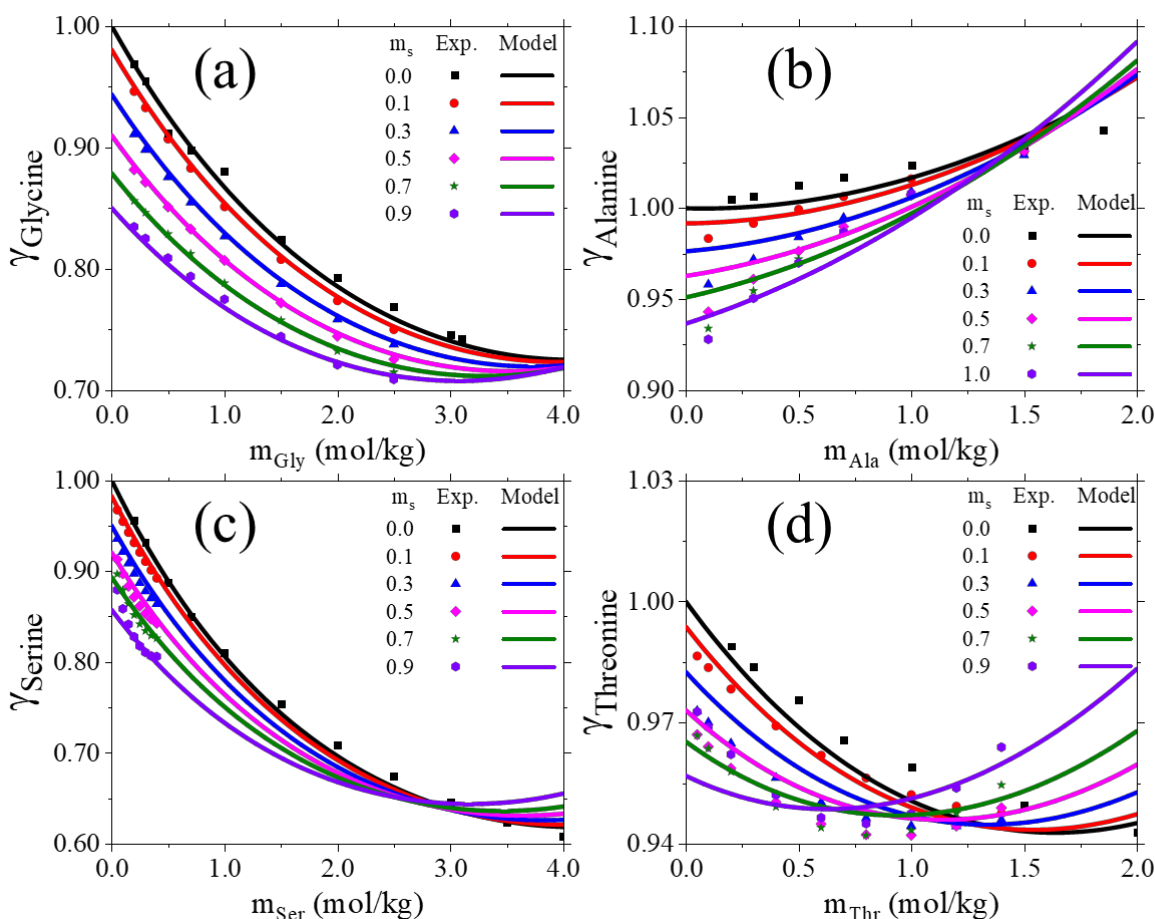 (a)
m_s Exp. Model
0.0
0.1
0.3
0.5
0.7
0.9
1.00
0.90
0.80
0.70
γ_Glycine
0.0 1.0 2.0 3.0 4.0
m_Gly (mol/kg)
(b)
m_s Exp. Model
0.0
0.1
0.3
0.5
0.7
1.0
1.10
1.05
1.00
0.95
0.90
γ_Alanine
0.0 0.5 1.0 1.5 2.0
m_Ala (mol/kg)
(c)
m_s Exp. Model
0.0
0.1
0.3
0.5
0.7
0.9
1.00
0.90
0.80
0.70
0.60
γ_Serine
0.0 1.0 2.0 3.0 4.0
m_Ser (mol/kg)
(d)
m_s Exp. Model
0.0
0.1
0.3
0.5
0.7
0.9
1.03
1.00
0.97
0.94
γ_Threonine
0.0 0.5 1.0 1.5 2.0
m_Thr (mol/kg)